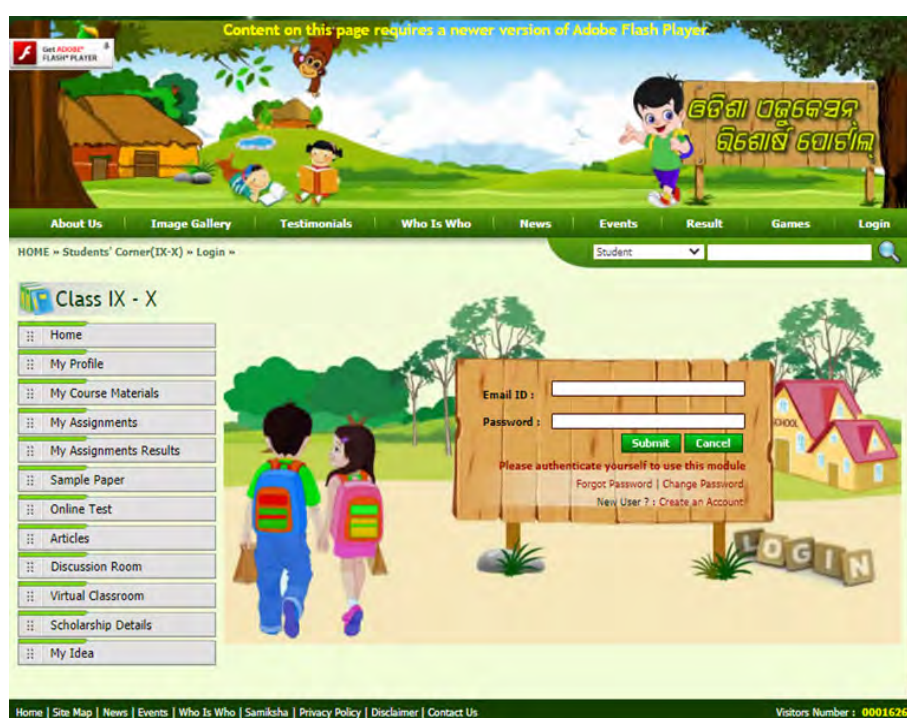 Content on this page requires a newer version of Adobe Flash Player.
Get ADOBE®
FLASH® PLAYER
ଓଡିଶା ଏଜୁକେସନ୍
ରିଶୋର୍ଷ ପୋର୍ଟାଲ୍
About Us Image Gallery Testimonials Who Is Who News Events Result Games Login
HOME » Students' Corner(IX-X) » Login »
Student
Class IX - X
Home
My Profile
My Course Materials
My Assignments
My Assignments Results
Sample Paper
Online Test
Articles
Discussion Room
Virtual Classroom
Scholarship Details
My Idea
Email ID :
Password :
Submit Cancel
Please authenticate yourself to use this module
Forgot Password | Change Password
New User ? : Create an Account
SCHOOL
LOGIN
Home | Site Map | News | Events | Who Is Who | Samiksha | Privacy Policy | Disclaimer | Contact Us
Visitors Number : 0001626